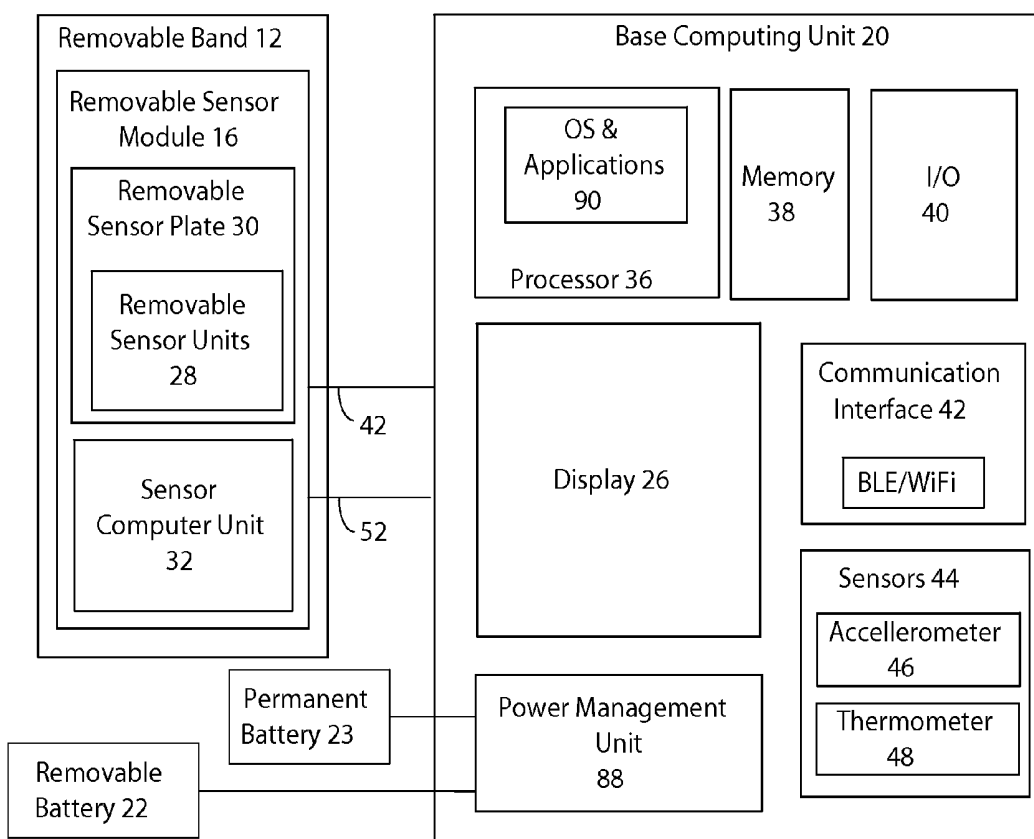 Removable Band 12
Removable Sensor
Module 16
Removable
Sensor Plate 30
Removable
Sensor Units
28
Sensor
Computer Unit
32
42
52
Base Computing Unit 20
OS &
Applications
90
Processor 36
Memory
38
I/O
40
Display 26
Communication
Interface 42
BLE/WiFi
Sensors 44
Accellerometer
46
Thermometer
48
Permanent
Battery 23
Power Management
Unit
88
Removable
Battery 22